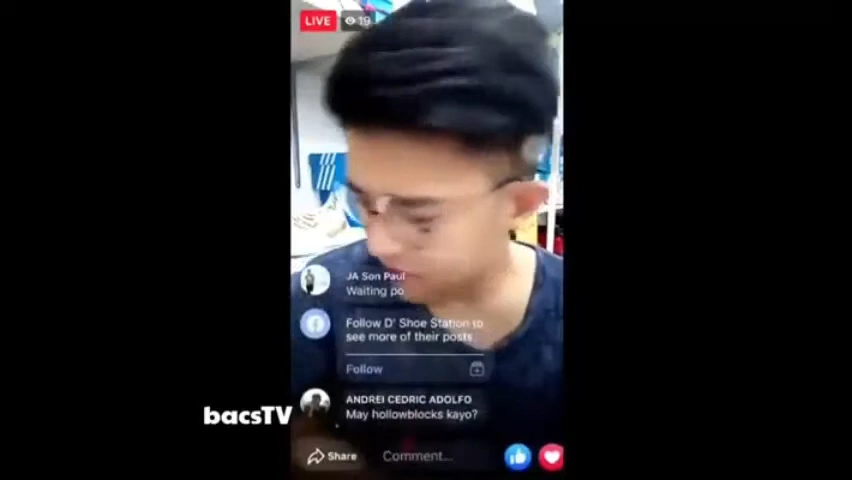 LIVE 19
JA Son Paul
Waiting po
Follow D' Shoe Station to
see more of their posts
Follow
ANDREI CEDRIC ADOLFO
May hollowblocks kayo?
bacsTV
Share
Comment...